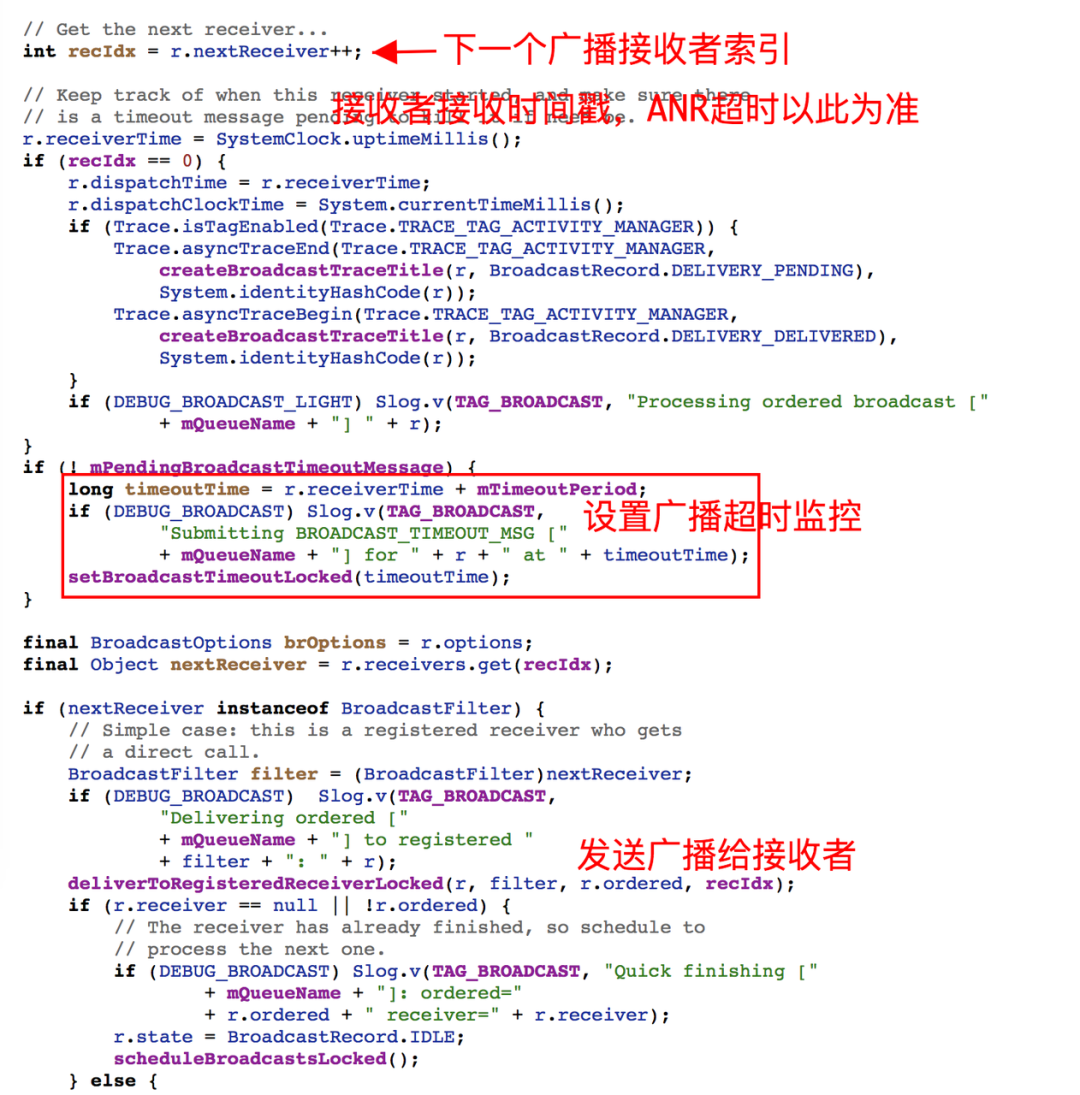 // Get the next receiver...
int recIdx = r.nextReceiver++;
下一个广播接收者索引
// Keep track of when this receiver started, and make sure there
接收者接收时间戳，ANR超时以此为准
// is a timeout message pending to kill it if need be.
r.receiverTime = SystemClock.uptimeMillis();
if (recIdx == 0) {
    r.dispatchTime = r.receiverTime;
    r.dispatchClockTime = System.currentTimeMillis();
    if (Trace.isTagEnabled(Trace.TRACE_TAG_ACTIVITY_MANAGER)) {
        Trace.asyncTraceEnd(Trace.TRACE_TAG_ACTIVITY_MANAGER,
            createBroadcastTraceTitle(r, BroadcastRecord.DELIVERY_PENDING),
            System.identityHashCode(r));
        Trace.asyncTraceBegin(Trace.TRACE_TAG_ACTIVITY_MANAGER,
            createBroadcastTraceTitle(r, BroadcastRecord.DELIVERY_DELIVERED),
            System.identityHashCode(r));
    }
    if (DEBUG_BROADCAST_LIGHT) Slog.v(TAG_BROADCAST, "Processing ordered broadcast ["
            + mQueueName + "] " + r);
}
if (! mPendingBroadcastTimeoutMessage) {
    long timeoutTime = r.receiverTime + mTimeoutPeriod;
    if (DEBUG_BROADCAST) Slog.v(TAG_BROADCAST,
设置广播超时监控
            "Submitting BROADCAST_TIMEOUT_MSG ["
            + mQueueName + "] for " + r + " at " + timeoutTime);
    setBroadcastTimeoutLocked(timeoutTime);
}
final BroadcastOptions brOptions = r.options;
final Object nextReceiver = r.receivers.get(recIdx);
if (nextReceiver instanceof BroadcastFilter) {
    // Simple case: this is a registered receiver who gets
    // a direct call.
    BroadcastFilter filter = (BroadcastFilter)nextReceiver;
    if (DEBUG_BROADCAST)  Slog.v(TAG_BROADCAST,
            "Delivering ordered ["
            + mQueueName + "] to registered "
            + filter + ": " + r);
发送广播给接收者
    deliverToRegisteredReceiverLocked(r, filter, r.ordered, recIdx);
    if (r.receiver == null || !r.ordered) {
        // The receiver has already finished, so schedule to
        // process the next one.
        if (DEBUG_BROADCAST) Slog.v(TAG_BROADCAST, "Quick finishing ["
                + mQueueName + "]: ordered="
                + r.ordered + " receiver=" + r.receiver);
        r.state = BroadcastRecord.IDLE;
        scheduleBroadcastsLocked();
    } else {